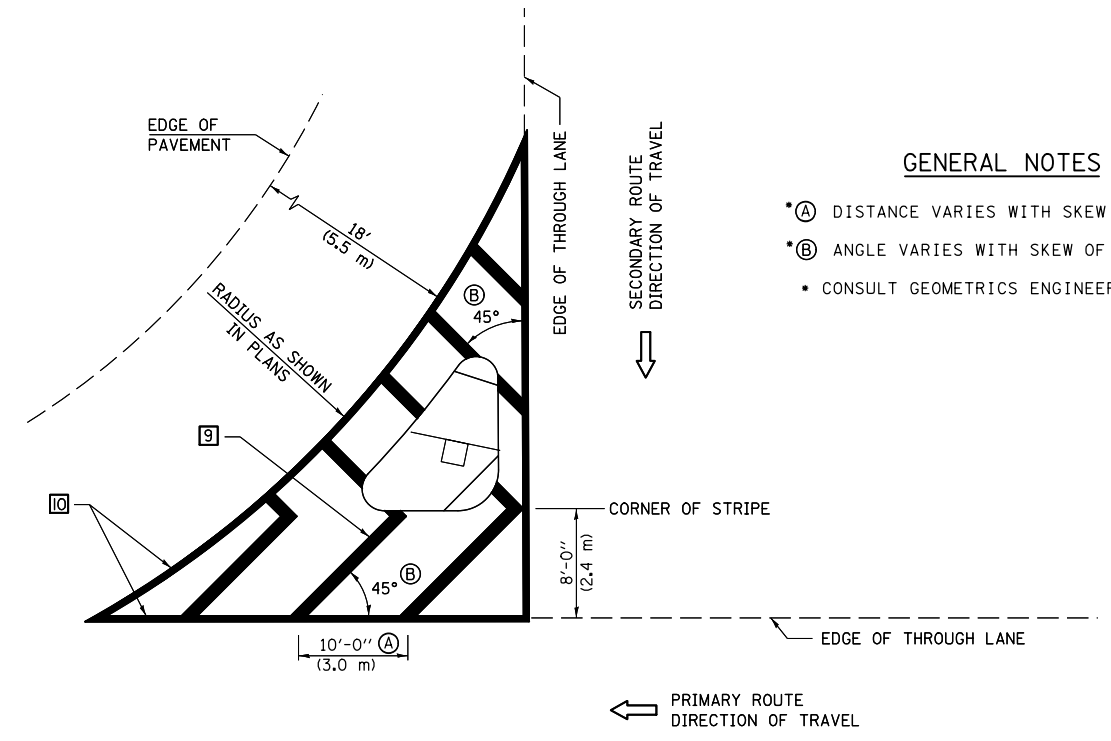 EDGE OF
PAVEMENT
18'
(5.5 m)
RADIUS AS SHOWN
IN PLANS
9
10
B
45°
EDGE OF THROUGH LANE
SECONDARY ROUTE
DIRECTION OF TRAVEL
GENERAL NOTES
* A DISTANCE VARIES WITH SKEW
* B ANGLE VARIES WITH SKEW OF
* CONSULT GEOMETRICS ENGINEER
CORNER OF STRIPE
8'-0"
(2.4 m)
45° B
10'-0" A
(3.0 m)
EDGE OF THROUGH LANE
PRIMARY ROUTE
DIRECTION OF TRAVEL